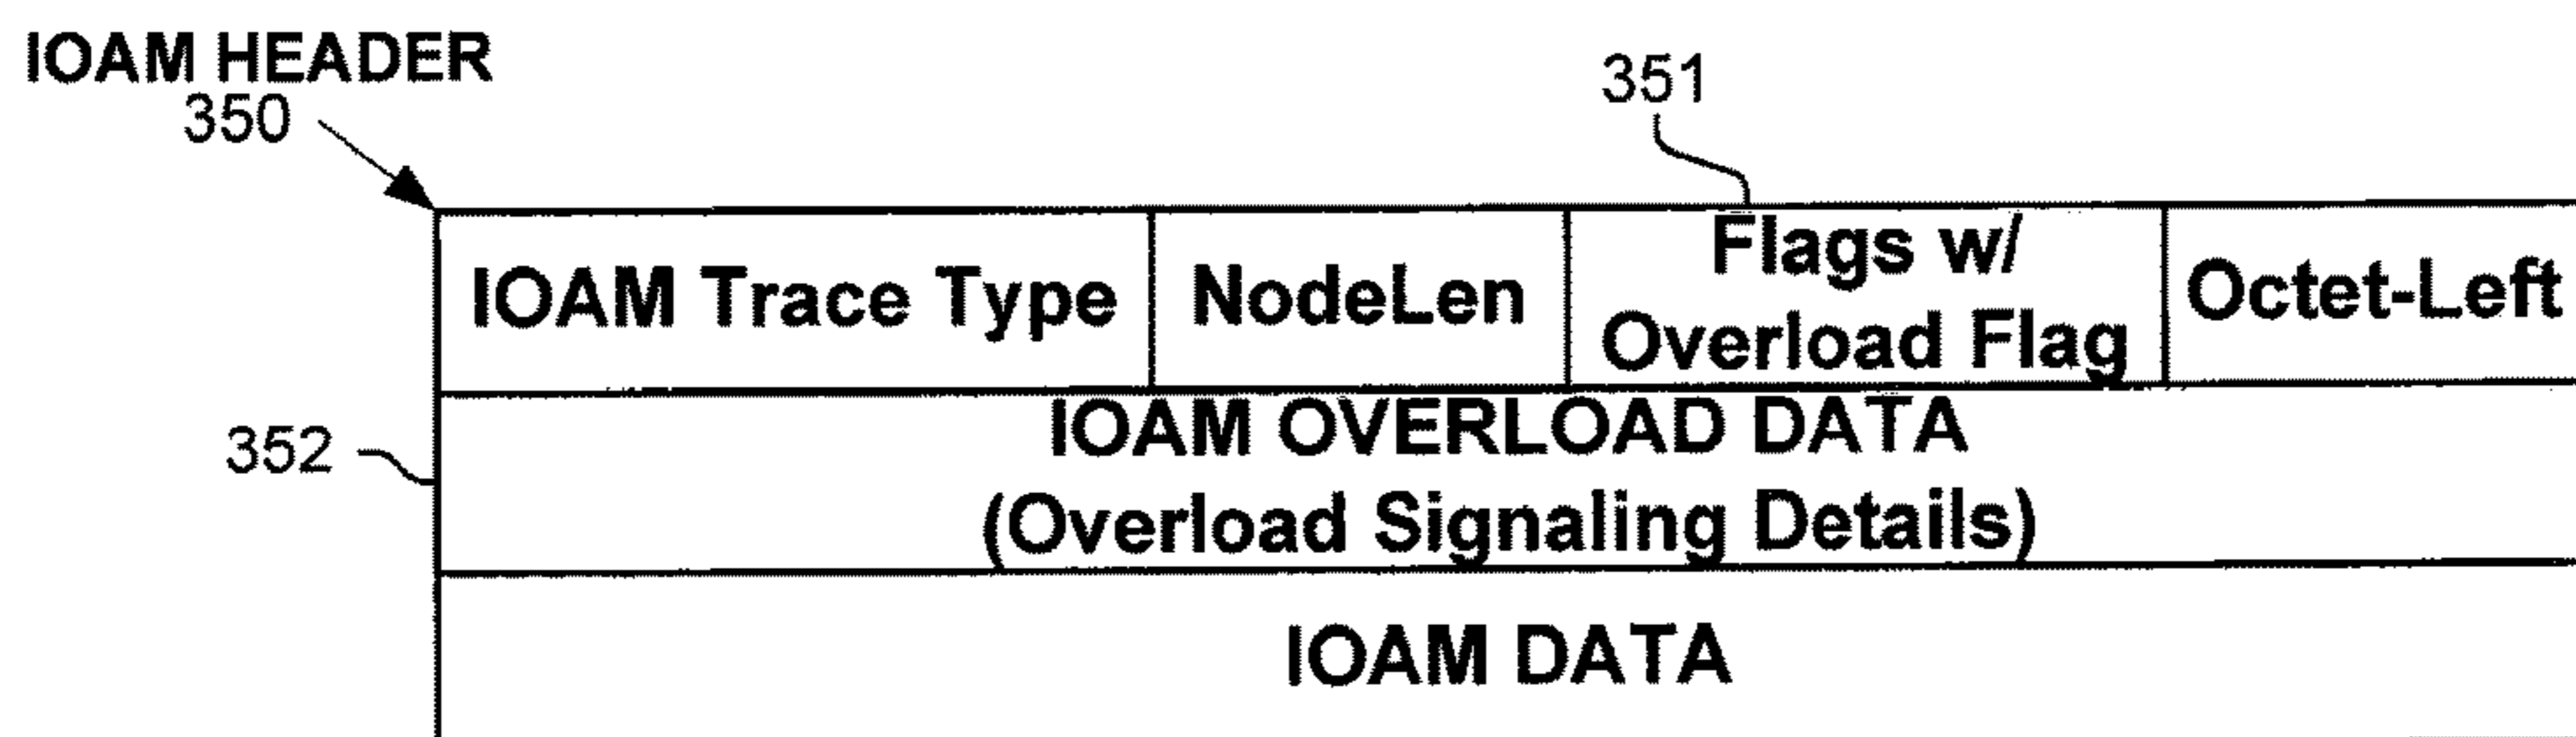 IOAM HEADER
350
351
IOAM Trace Type
NodeLen
Flags w/
Overload Flag
Octet-Left
352
IOAM OVERLOAD DATA
(Overload Signaling Details)
IOAM DATA